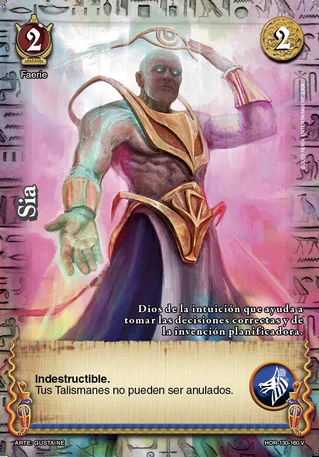 2
2
Faerie
Sia
Dios de la intuición que ayuda a
tomar las decisiones correctas y de
la invención planificadora.
Indestructible.
Tus Talismanes no pueden ser anulados.
ARTE: GUSTAINE
HOR-130-160 V